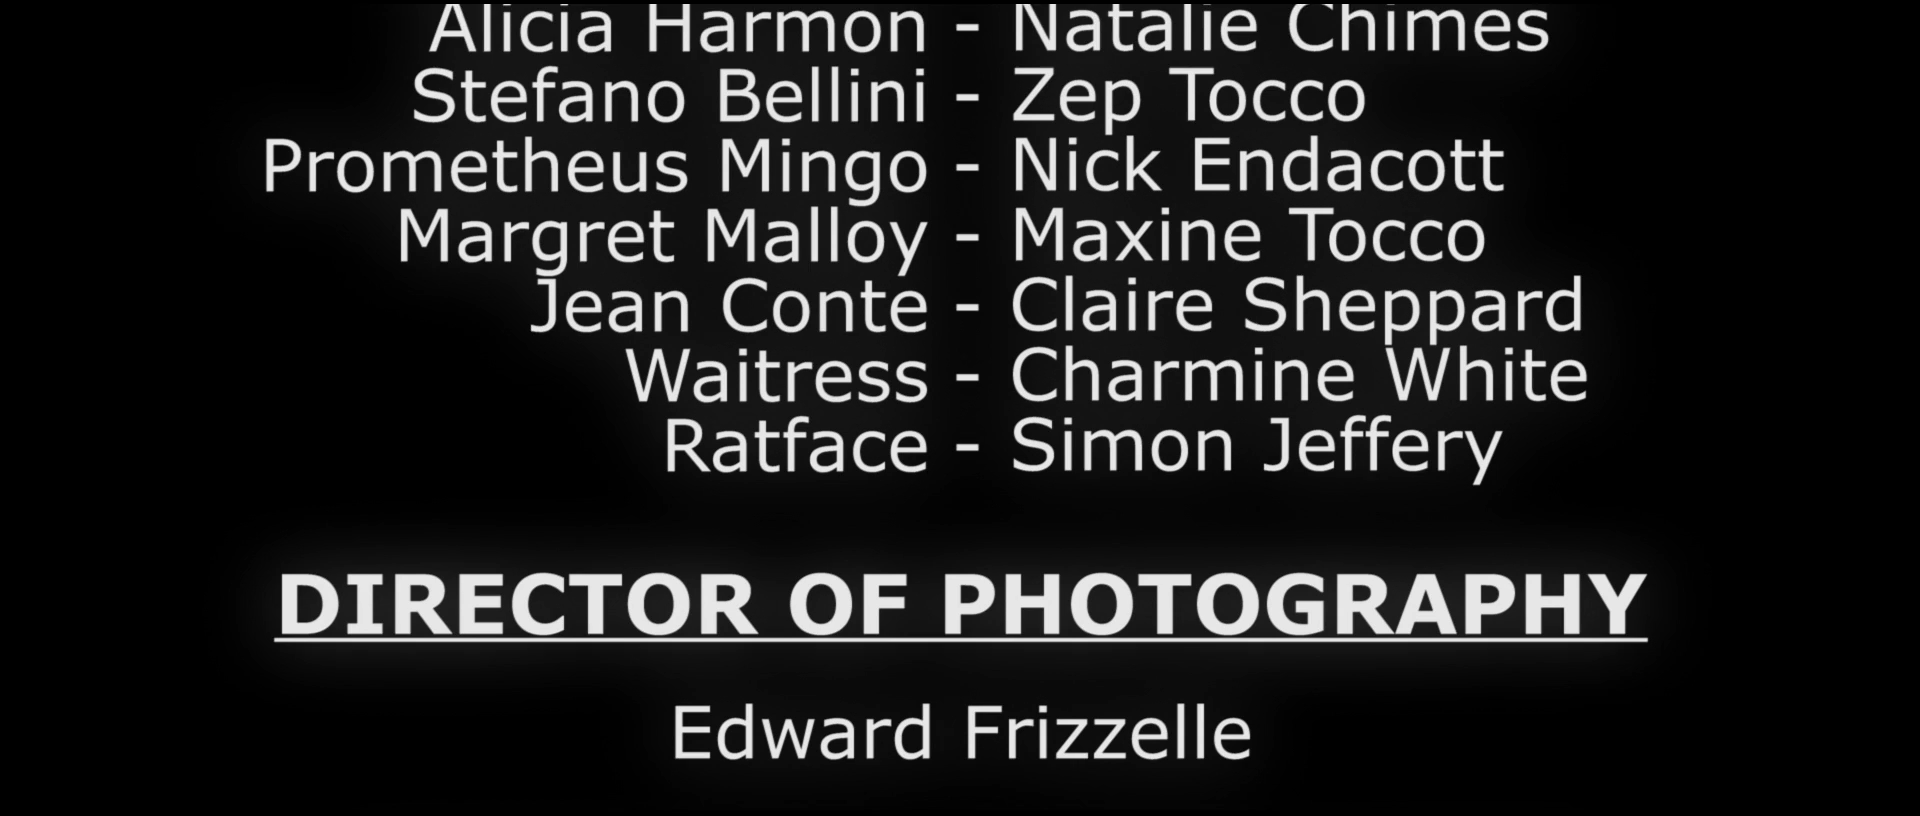 Alicia Harmon - Natalie Chimes
Stefano Bellini - Zep Tocco
Prometheus Mingo - Nick Endacott
Margret Malloy - Maxine Tocco
Jean Conte - Claire Sheppard
Waitress - Charmine White
Ratface - Simon Jeffery
DIRECTOR OF PHOTOGRAPHY
Edward Frizzelle